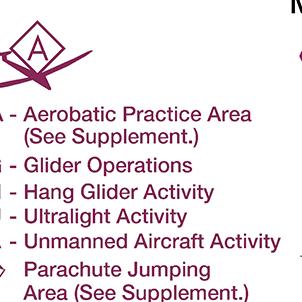 A
- Aerobatic Practice Area
(See Supplement.)
- Glider Operations
- Hang Glider Activity
- Ultralight Activity
- Unmanned Aircraft Activity
Parachute Jumping
Area (See Supplement.)